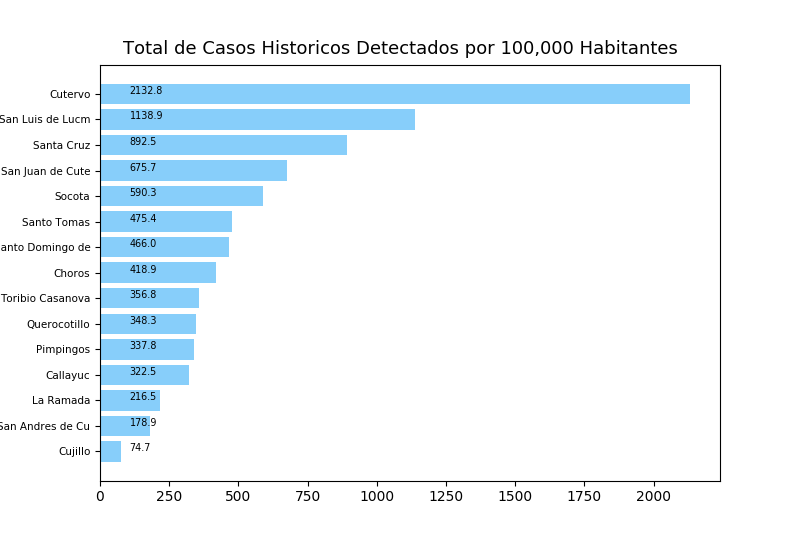 Total de Casos Historicos Detectados por 100,000 Habitantes
Cutervo 2132.8
San Luis de Lucm 1138.9
Santa Cruz 892.5
San Juan de Cute 675.7
Socota 590.3
Santo Tomas 475.4
anto Domingo de 466.0
Choros 418.9
Toribio Casanova 356.8
Querocotillo 348.3
Pimpingos 337.8
Callayuc 322.5
La Ramada 216.5
San Andres de Cu 178.9
Cujillo 74.7
0 250 500 750 1000 1250 1500 1750 2000